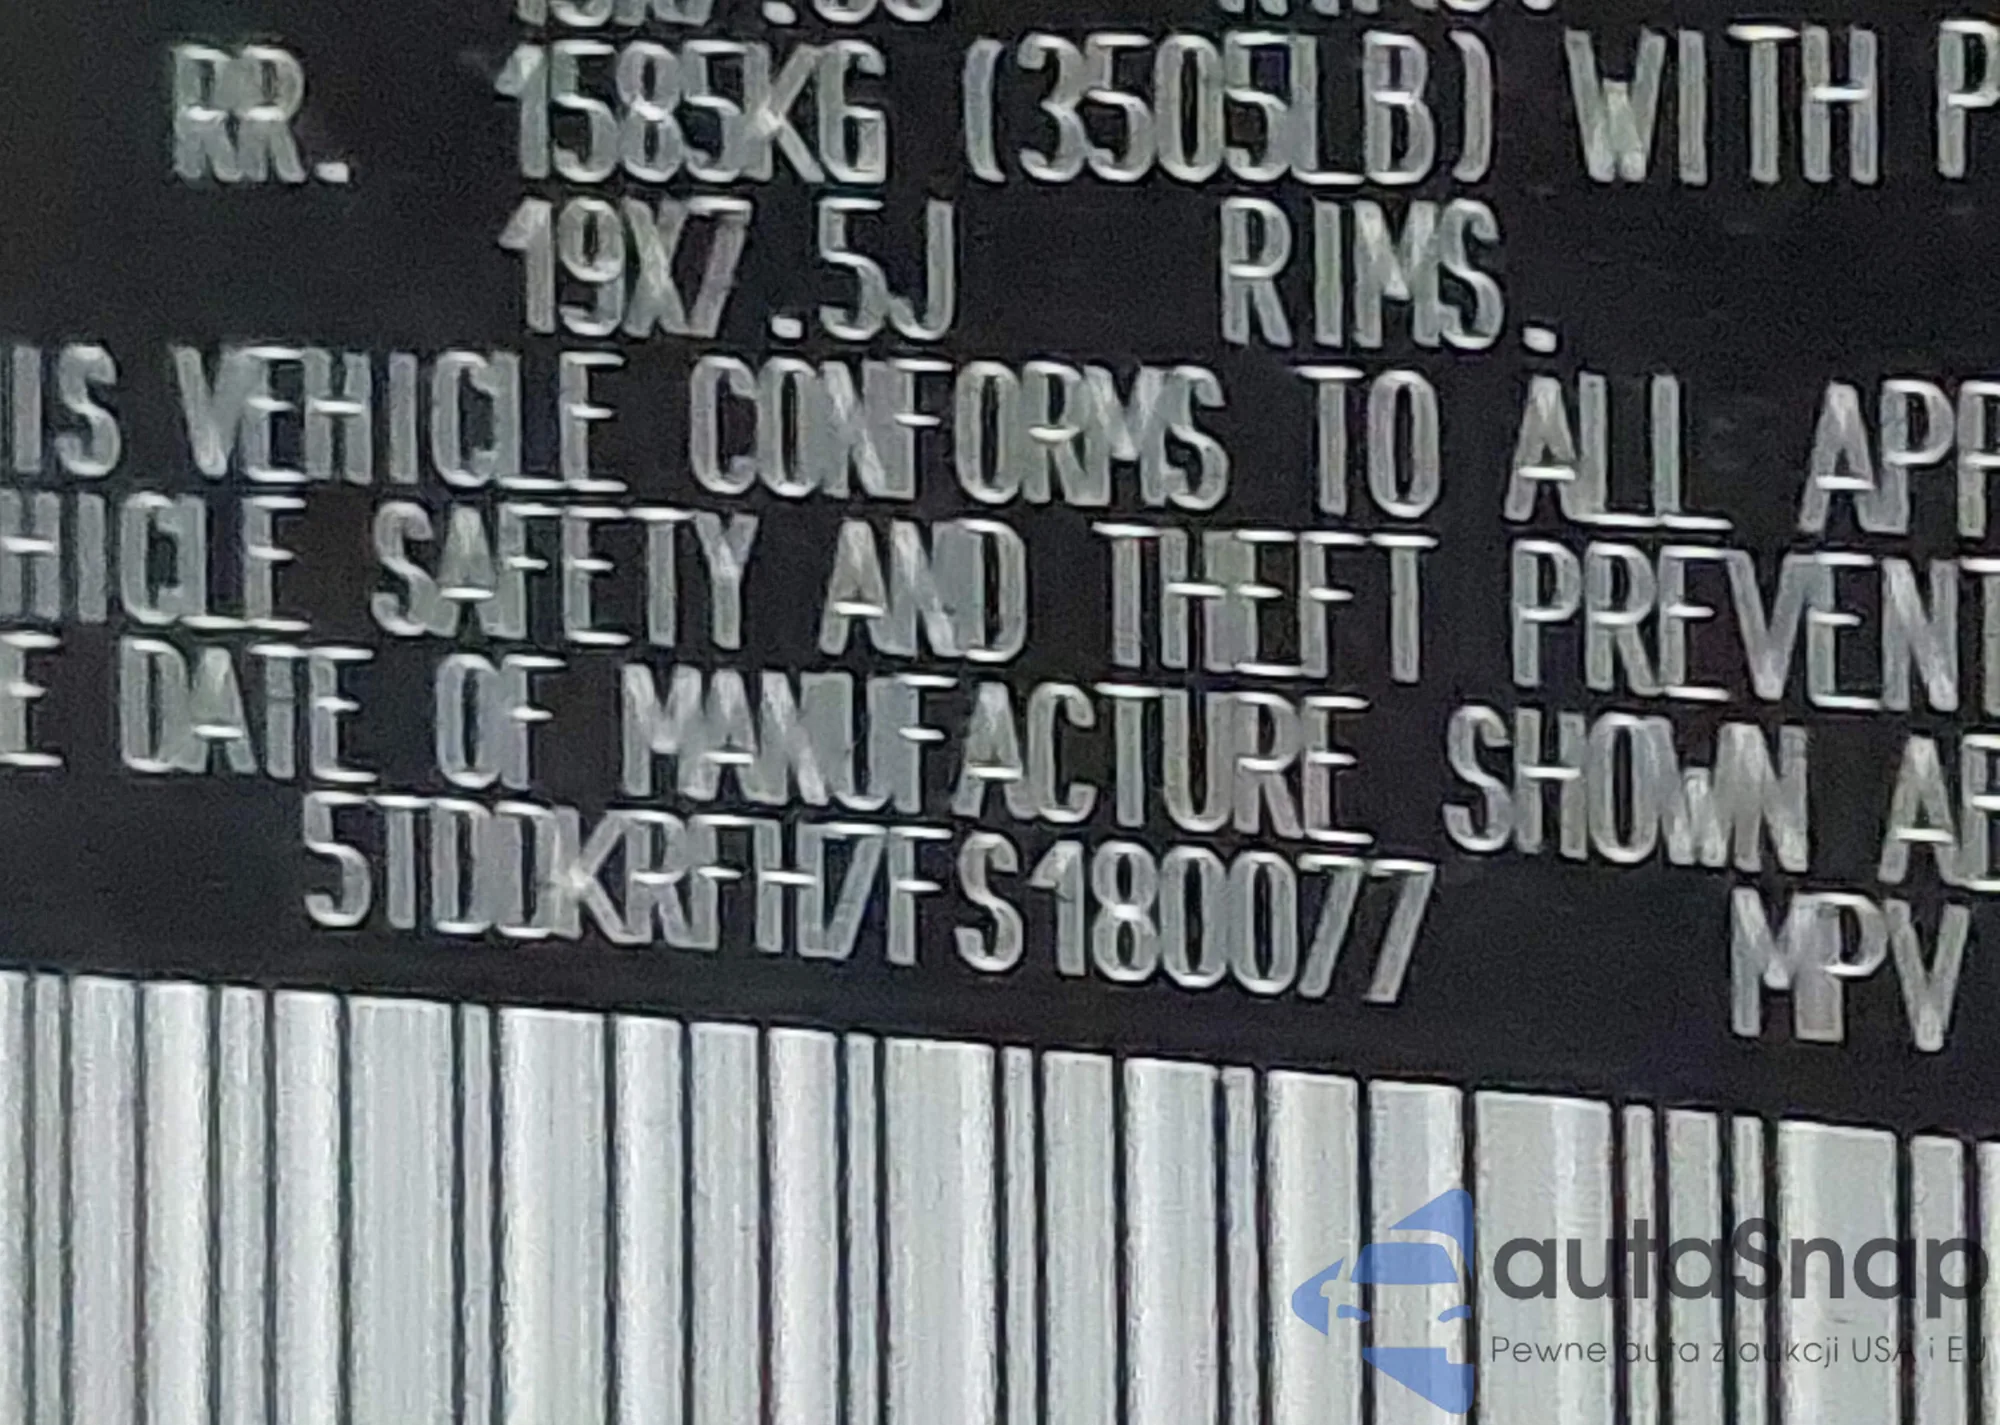 RR. 1585KG (3505LB) WITH P
19X7.5J RIMS.
IS VEHICLE CONFORMS TO ALL APP
HICLE SAFETY AND THEFT PREVENT
E DATE OF MANUFACTURE SHOWN AB
5TDDKRFH7FS180077 MPV
autaSnap
Pewne auta z aukcji USA i EU